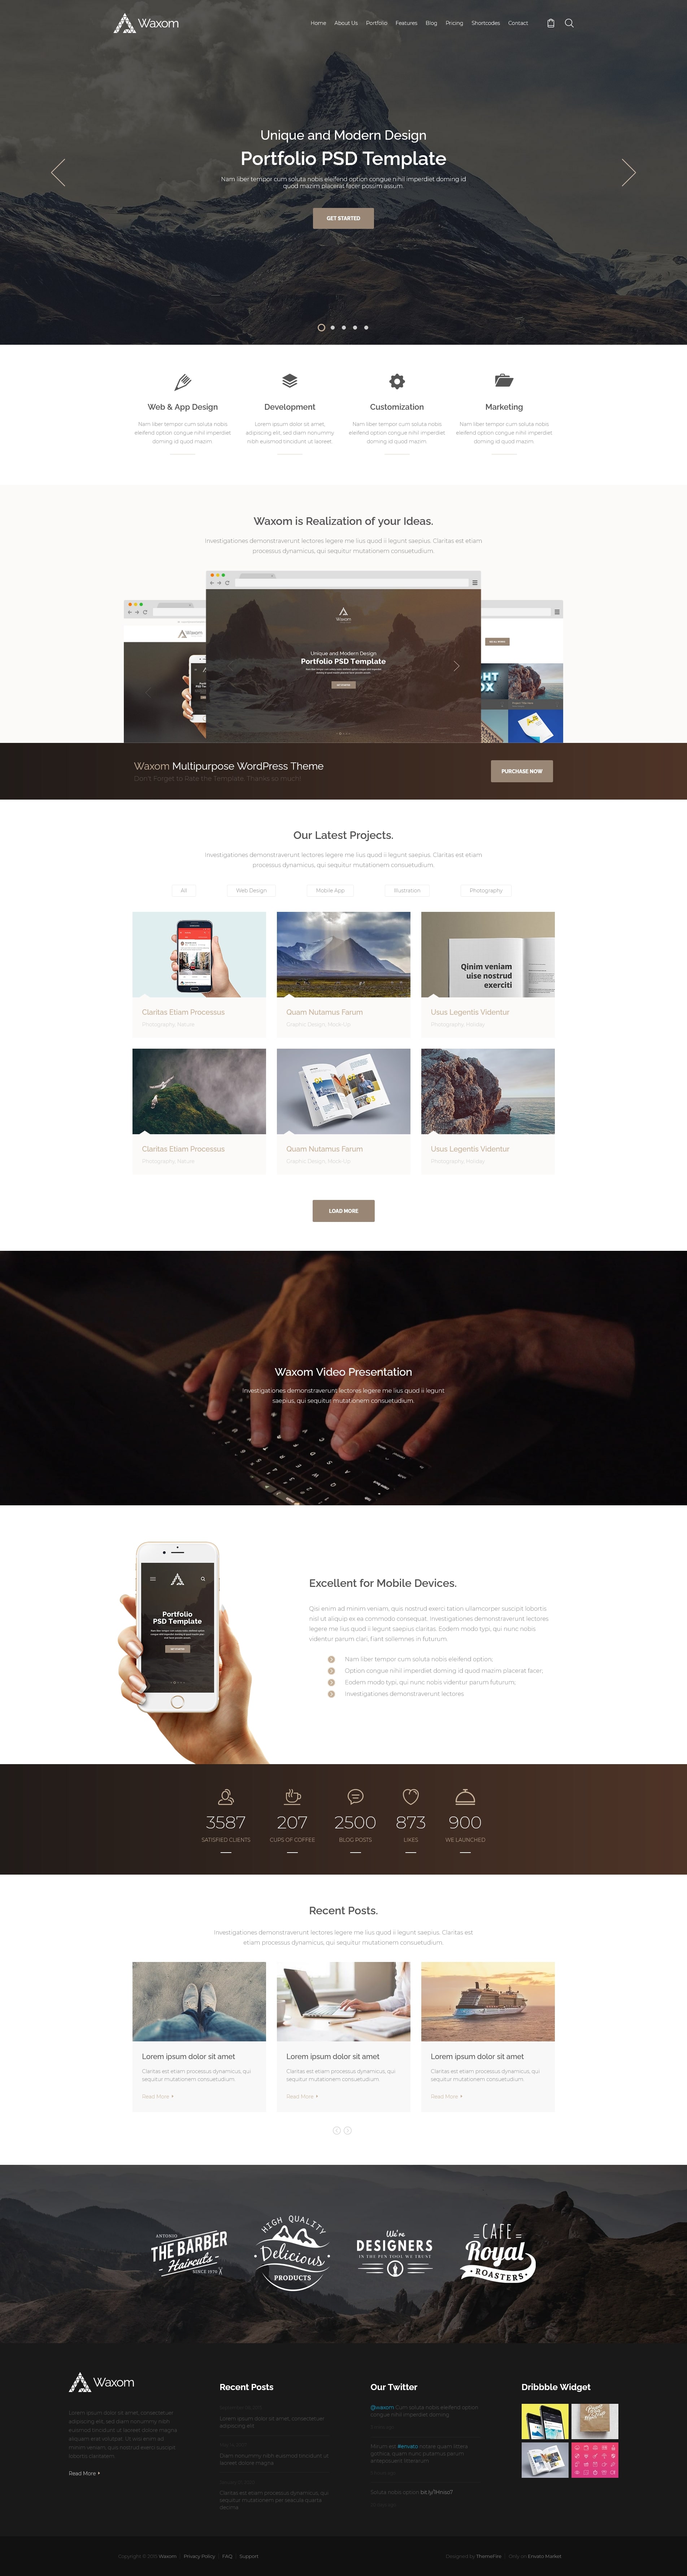 Waxom
Home About Us Portfolio Features Blog Pricing Shortcodes Contact
Unique and Modern Design
Portfolio PSD Template
Nam liber tempor cum soluta nobis eleifend option congue nihil imperdiet doming id
quod mazim placerat facer possim assum.
GET STARTED
Web & App Design
Nam liber tempor cum soluta nobis
eleifend option congue nihil imperdiet
doming id quod mazim
Development
Lorem ipsum dolor sit amet,
adipiscing elit, sed diam nonummy
nibh euismod tincidunt ut laoreet
Customization
Nam liber tempor cum soluta nobis
eleifend option congue nihil imperdiet
doming id quod mazim
Marketing
Nam liber tempor cum soluta nobis
eleifend option congue nihil imperdiet
doming id quod mazim
Waxom is Realization of your Ideas.
Investigationes demonstraverunt lectores legere me lius quod ii legunt saepius. Claritas est etiam
processus dynamicus, qui sequitur mutationem consuetudium.
Waxom
Waxom
Unique and Modern Design
Portfolio PSD Template
Waxom Multipurpose WordPress Theme
Don't Forget to Rate the Template. Thanks so much!
PURCHASE NOW
Our Latest Projects.
Investigationes demonstraverunt lectores legere me lius quod ii legunt saepius. Claritas est etiam
processus dynamicus, qui sequitur mutationem consuetudium.
All Web Design Mobile App Illustration Photography
Qinim veniam
uise nostrud
exerciti
Claritas Etiam Processus
Photography, Nature
Quam Nutamus Farum
Graphic Design, Mock-Up
Usus Legentis Videntur
Photography, Holiday
Claritas Etiam Processus
Photography, Nature
Quam Nutamus Farum
Graphic Design, Mock-Up
Usus Legentis Videntur
Photography, Holiday
LOAD MORE
Waxom Video Presentation
Investigationes demonstraverunt lectores legere me lius quod ii legunt
saepius, qui sequitur mutationem consuetudium.
Portfolio
PSD Template
Excellent for Mobile Devices.
Qisi enim ad minim veniam, quis nostrud exerci tation ullamcorper suscipit lobortis
nisl ut aliquip ex ea commodo consequat. Investigationes demonstraverunt lectores
legere me lius quod ii legunt saepius claritas. Eodem modo typi, qui nunc nobis
videntur parum clari, fiant sollemnes in futurum.
Nam liber tempor cum soluta nobis eleifend option;
Option congue nihil imperdiet doming id quod mazim placerat facer;
Eodem modo typi, qui nunc nobis videntur parum futurum;
Investigationes demonstraverunt lectores
3587
SATISFIED CLIENTS
207
CUPS OF COFFEE
2500
BLOG POSTS
873
LIKES
900
WE LAUNCHED
Recent Posts.
Investigationes demonstraverunt lectores legere me lius quod ii legunt saepius. Claritas est
etiam processus dynamicus, qui sequitur mutationem consuetudium.
Lorem ipsum dolor sit amet
Claritas est etiam processus dynamicus, qui
sequitur mutationem consuetudium.
Read More
Lorem ipsum dolor sit amet
Claritas est etiam processus dynamicus, qui
sequitur mutationem consuetudium.
Read More
Lorem ipsum dolor sit amet
Claritas est etiam processus dynamicus, qui
sequitur mutationem consuetudium.
Read More
ANTONIO
THE BARBER
Haircuts
SINCE 1970
HIGH QUALITY
Delicious
PRODUCTS
We're
DESIGNERS
IN THE PEN TOOL WE TRUST
CAFE
Royal
ROASTERS
Waxom
Lorem ipsum dolor sit amet, consectetuer
adipiscing elit, sed diam nonummy nibh
euismod tincidunt ut laoreet dolore magna
aliquam erat volutpat. Ut wisi enim ad
minim veniam, quis nostrud exerci suscipit
lobortis
Read More
Recent Posts
Lorem ipsum dolor sit amet, consectetuer
adipiscing elit
Diam nonummy nibh euismod tincidunt ut
laoreet dolore magna
Claritas est etiam processus dynamicus, qui
sequitur mutationem
Our Twitter
@waxom Cum soluta nobis eleifend option
congue nihil imperdiet doming
#envato
Soluta nobis option
Dribbble Widget
Waxom Privacy Policy FAQ Support
Designed by ThemeFire Only on Envato Market